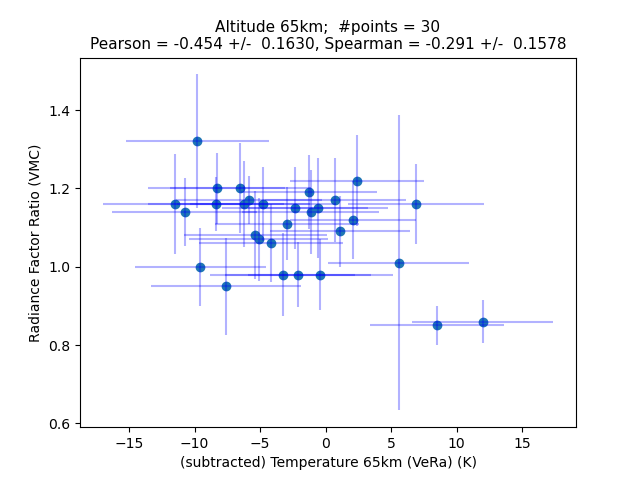 Altitude 65km;  #points = 30
Pearson = -0.454 +/-  0.1630, Spearman = -0.291 +/-  0.1578
Radiance Factor Ratio (VMC)
1.4
1.2
1.0
0.8
0.6
−15 −10 −5 0 5 10 15
(subtracted) Temperature 65km (VeRa) (K)